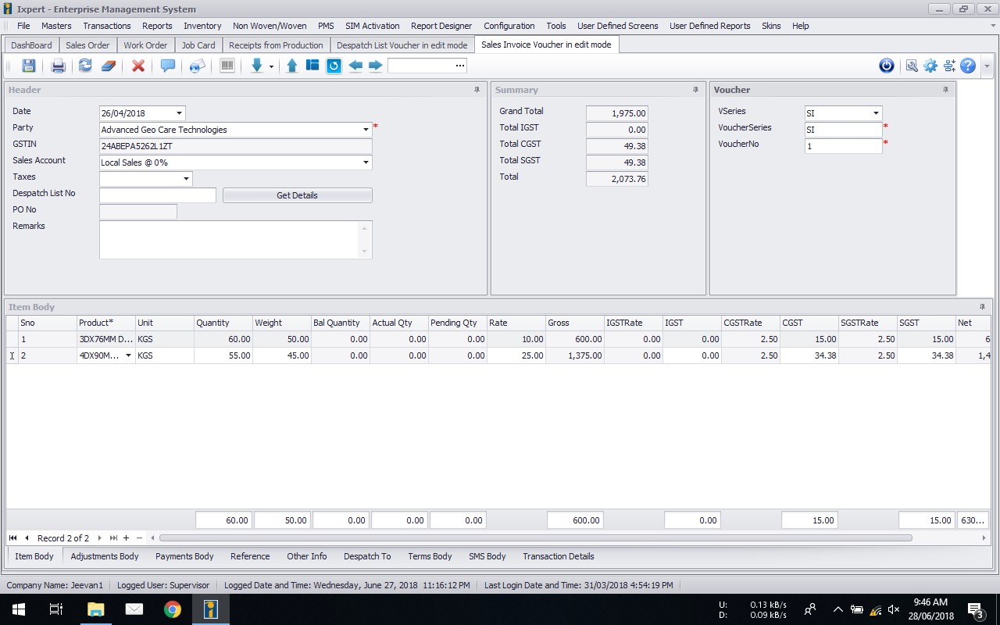 Ixpert - Enterprise Management System
File Masters Transactions Reports Inventory Non Woven/Woven PMS SIM Activation Report Designer Configuration Tools User Defined Screens User Defined Reports Skins Help
DashBoard Sales Order Work Order Job Card Receipts from Production Despatch List Voucher in edit mode Sales Invoice Voucher in edit mode
Header Summary Voucher
Date 26/04/2018 Grand Total 1,975.00 VSeries SI
Party Advanced Geo Care Technologies * Total IGST 0.00 VoucherSeries SI *
GSTIN 24ABEPA5262L1ZT Total CGST 49.38 VoucherNo 1 *
Sales Account Local Sales @ 0% Total SGST 49.38
Taxes Total 2,073.76
Despatch List No Get Details
PO No
Remarks
Item Body
Sno Product* Unit Quantity Weight Bal Quantity Actual Qty Pending Qty Rate Gross IGSTRate IGST CGSTRate CGST SGSTRate SGST Net
1 3DX76MM D... KGS 60.00 50.00 0.00 0.00 0.00 10.00 600.00 0.00 0.00 2.50 15.00 2.50 15.00 6
2 4DX90M... KGS 55.00 45.00 0.00 0.00 0.00 25.00 1,375.00 0.00 0.00 2.50 34.38 2.50 34.38 1,4
60.00 50.00 0.00 0.00 0.00 600.00 0.00 15.00 15.00 630...
Record 2 of 2
Item Body Adjustments Body Payments Body Reference Other Info Despatch To Terms Body SMS Body Transaction Details
Company Name: Jeevan1 Logged User: Supervisor Logged Date and Time: Wednesday, June 27, 2018 11:16:12 PM Last Login Date and Time: 31/03/2018 4:54:19 PM
U: 0.13 kB/s 9:46 AM
D: 0.09 kB/s 28/06/2018 3